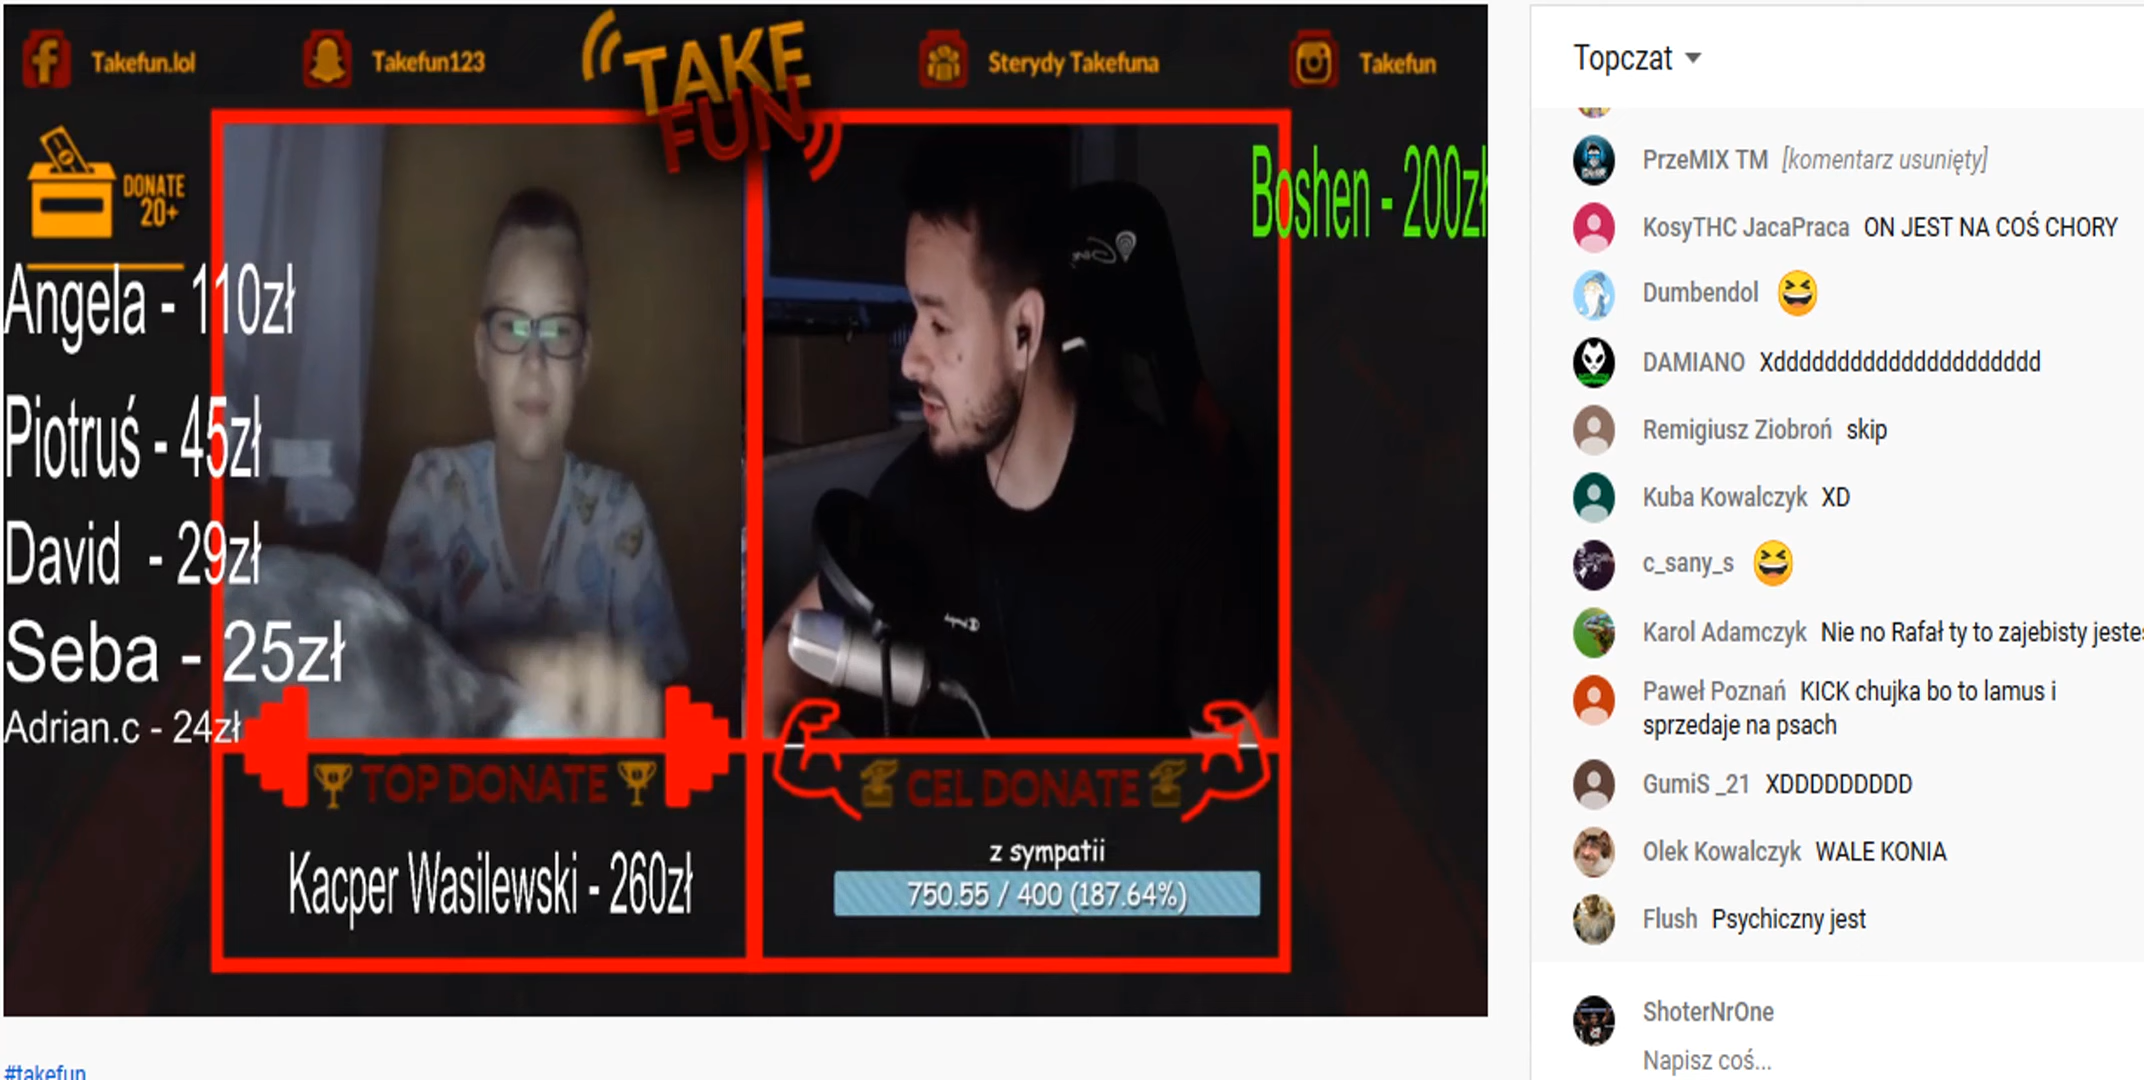 Takefun.lol
Takefun123
TAKE
FUN
Sterydy Takefuna
Takefun
DONATE
20+
Boshen - 200zł
Angela - 110zł
Piotruś - 45zł
David - 29zł
Seba - 25zł
Adrian.c - 24zł
TOP DONATE
Kacper Wasilewski - 260zł
CEL DONATE
z sympatii
750.55 / 400 (187.64%)
#takefun
Topczat
PrzeMIX TM [komentarz usunięty]
KosyTHC JacaPraca ON JEST NA COŚ CHORY
Dumbendol 😆
DAMIANO Xddddddddddddddddddddd
Remigiusz Ziobroń skip
Kuba Kowalczyk XD
c_sany_s 😆
Karol Adamczyk Nie no Rafał ty to zajebisty jesteś
Paweł Poznań KICK chujka bo to lamus i
sprzedaje na psach
GumiS _21 XDDDDDDDDD
Olek Kowalczyk WALE KONIA
Flush Psychiczny jest
ShoterNrOne
Napisz coś...